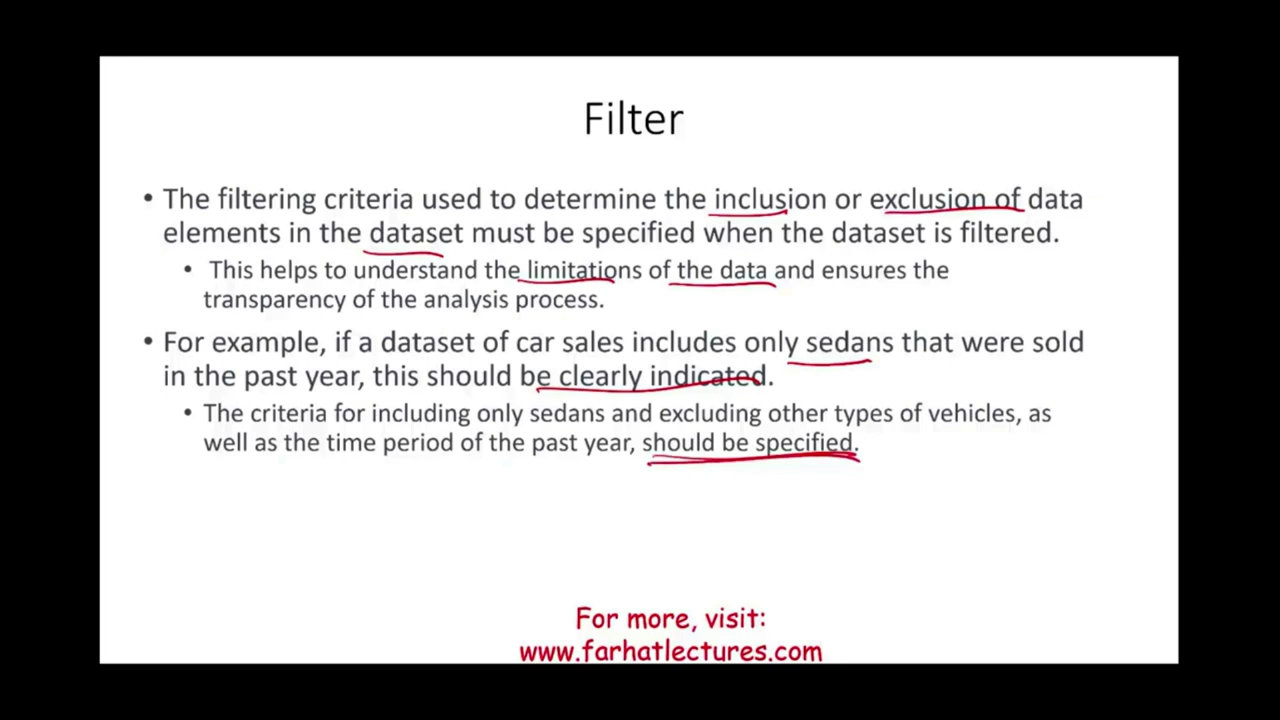 Filter
• The filtering criteria used to determine the inclusion or exclusion of data
elements in the dataset must be specified when the dataset is filtered.
• This helps to understand the limitations of the data and ensures the
transparency of the analysis process.
• For example, if a dataset of car sales includes only sedans that were sold
in the past year, this should be clearly indicated.
• The criteria for including only sedans and excluding other types of vehicles, as
well as the time period of the past year, should be specified.
For more, visit:
www.farhatlectures.com